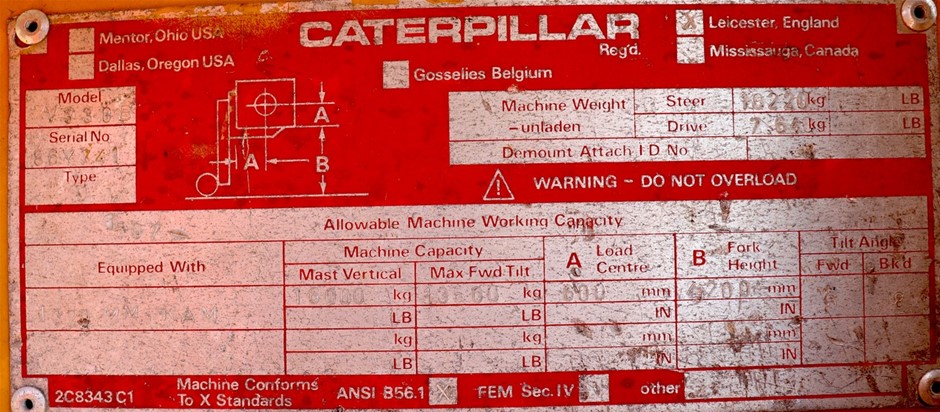 CATERPILLAR
Reg'd.
Mentor, Ohio USA
Dallas, Oregon USA
Gosselies Belgium
X Leicester, England
Mississauga, Canada
Model
Serial No
Type
A
A
B
Machine Weight
-unladen
Steer kg LB
Drive kg LB
Demount Attach I D No
WARNING - DO NOT OVERLOAD
Allowable Machine Working Capacity
Equipped With
Machine Capacity
Mast Vertical
Max Fwd Tilt
A Load Centre
B Fork Height
Tilt Angle
Fwd Bk'd
kg kg 600 mm mm
LB LB IN IN
kg kg mm mm
LB LB IN IN
2C8343 C1
Machine Conforms
To X Standards
ANSI B56.1 X FEM Sec. IV other